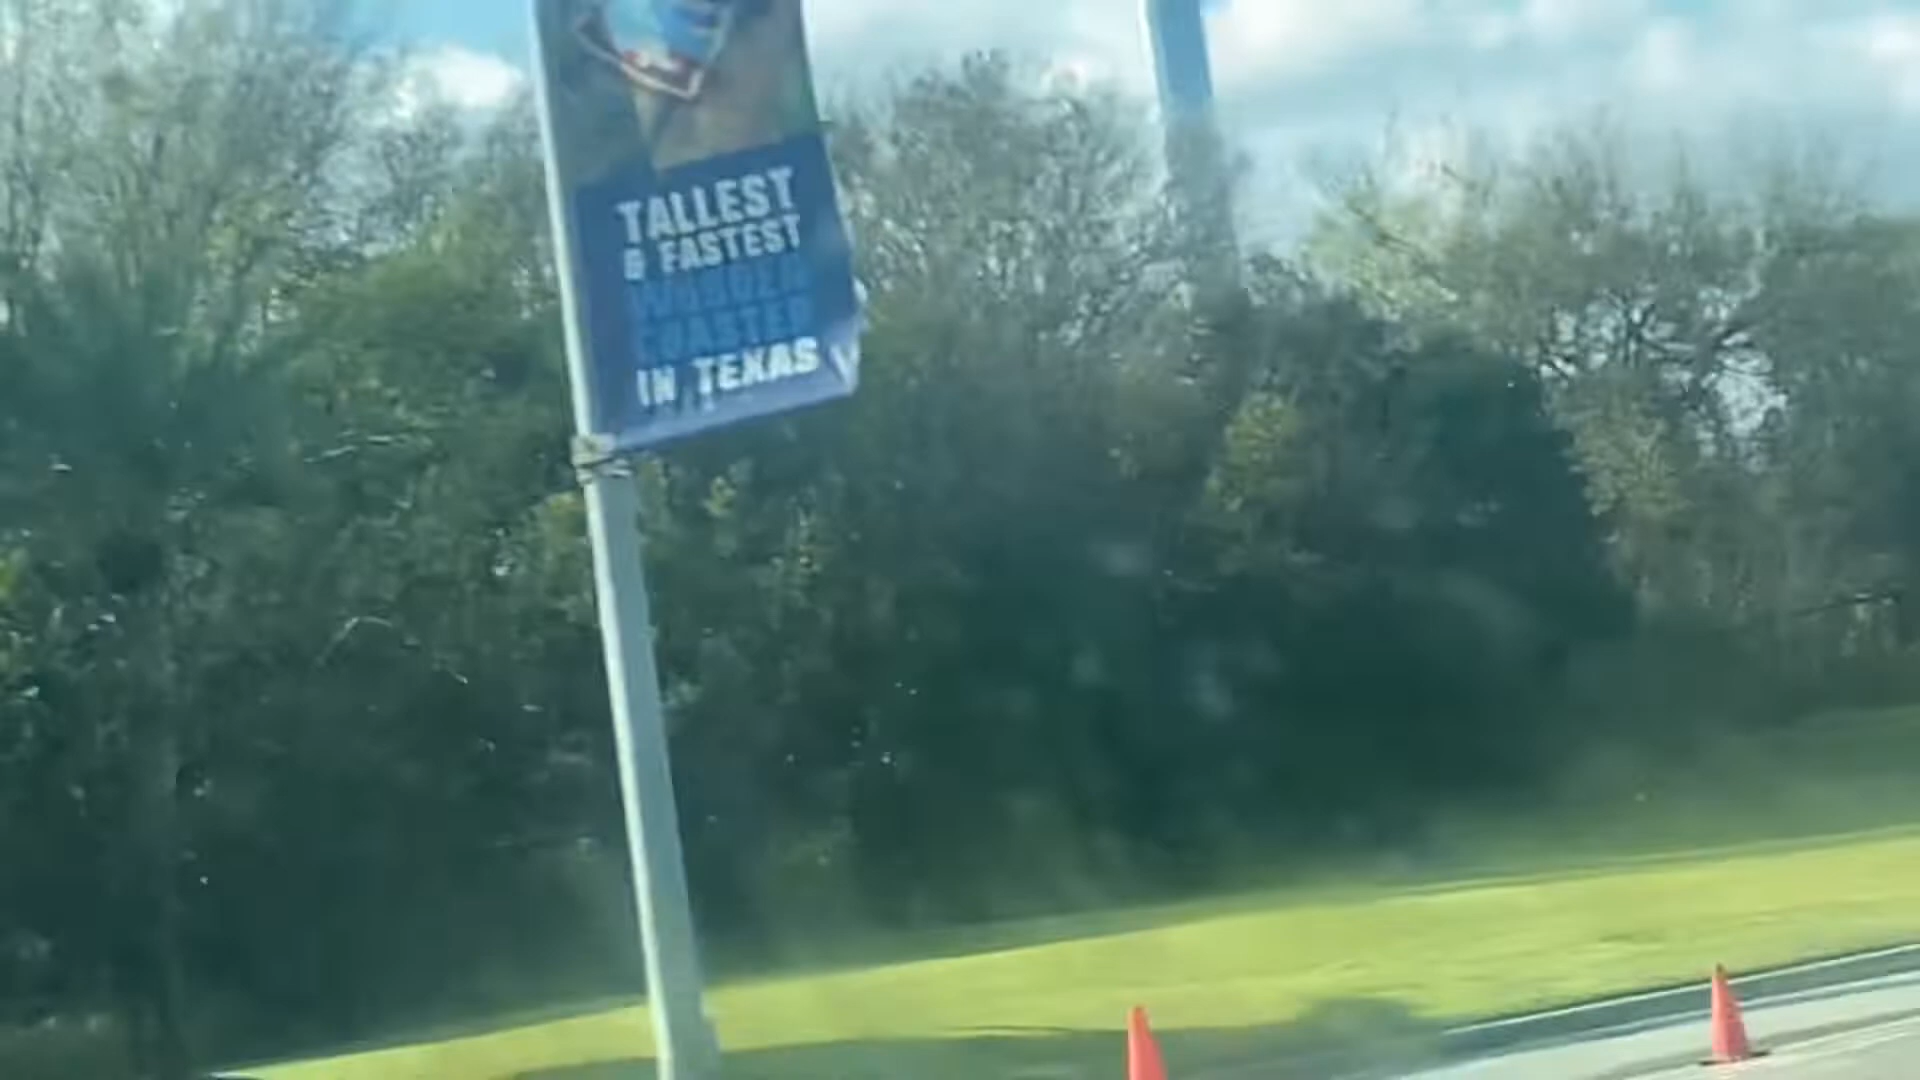 TALLEST
& FASTEST
WOODEN
COASTER
IN TEXAS